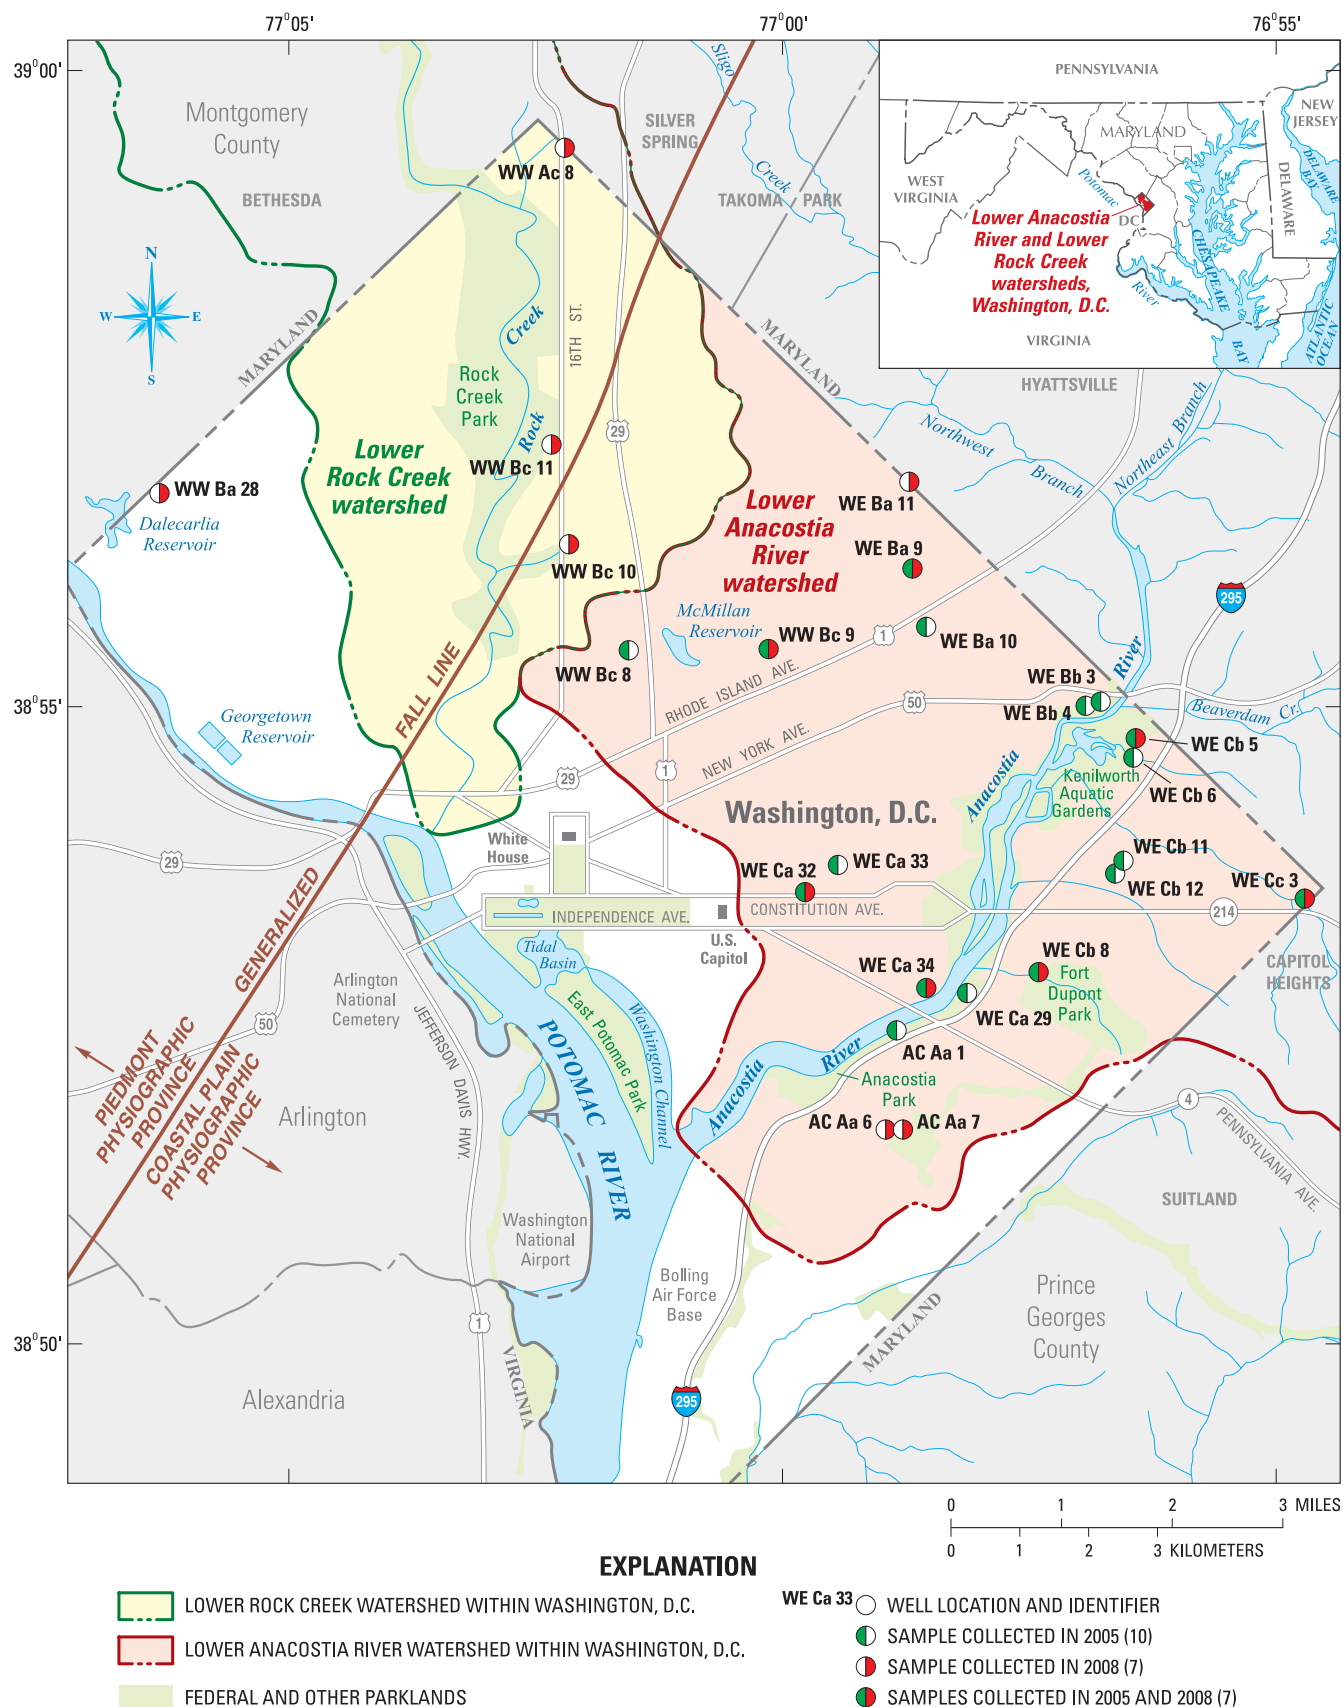 77°05'
77°00'
76°55'
39°00'
38°55'
38°50'
Montgomery
County
BETHESDA
SILVER
SPRING
TAKOMA PARK
Sligo
Creek
WW Ac 8
N
W
E
S
MARYLAND
MARYLAND
PENNSYLVANIA
NEW
JERSEY
MARYLAND
WEST
VIRGINIA
Potomac
DC
DELAWARE
DELAWARE
BAY
Lower Anacostia
River and Lower
Rock Creek
watersheds,
Washington, D.C.
River
CHESAPEAKE
BAY
VIRGINIA
ATLANTIC
OCEAN
HYATTSVILLE
Creek
Rock
16TH ST.
Rock
Creek
Park
29
Lower
Rock Creek
watershed
WW Bc 11
WW Ba 28
Dalecarlia
Reservoir
WW Bc 10
Northwest
Branch
Northeast Branch
WE Ba 11
Lower
Anacostia
River
watershed
WE Ba 9
295
McMillan
Reservoir
WW Bc 9
1
WE Ba 10
WW Bc 8
RHODE ISLAND AVE.
River
WE Bb 3
WE Bb 4
50
Beaverdam Cr.
Georgetown
Reservoir
FALL LINE
GENERALIZED
NEW YORK AVE.
29
1
WE Cb 5
WE Cb 6
Anacostia
Kenilworth
Aquatic
Gardens
Washington, D.C.
White
House
29
WE Ca 33
WE Ca 32
WE Cb 11
WE Cb 12
WE Cc 3
INDEPENDENCE AVE.
CONSTITUTION AVE.
214
U.S.
Capitol
Tidal
Basin
WE Ca 34
WE Cb 8
Fort
Dupont
Park
CAPITOL
HEIGHTS
Arlington
National
Cemetery
50
WE Ca 29
AC Aa 1
East Potomac Park
Washington Channel
POTOMAC
RIVER
JEFFERSON DAVIS HWY.
PIEDMONT
PHYSIOGRAPHIC
PROVINCE
COASTAL PLAIN
PHYSIOGRAPHIC
PROVINCE
Arlington
Anacostia
River
Anacostia
Park
AC Aa 6
AC Aa 7
4
PENNSYLVANIA AVE.
SUITLAND
Washington
National
Airport
Bolling
Air Force
Base
Prince
Georges
County
MARYLAND
1
VIRGINIA
Alexandria
295
0 1 2 3 MILES
0 1 2 3 KILOMETERS
EXPLANATION
LOWER ROCK CREEK WATERSHED WITHIN WASHINGTON, D.C.
LOWER ANACOSTIA RIVER WATERSHED WITHIN WASHINGTON, D.C.
FEDERAL AND OTHER PARKLANDS
WE Ca 33 WELL LOCATION AND IDENTIFIER
SAMPLE COLLECTED IN 2005 (10)
SAMPLE COLLECTED IN 2008 (7)
SAMPLES COLLECTED IN 2005 AND 2008 (7)